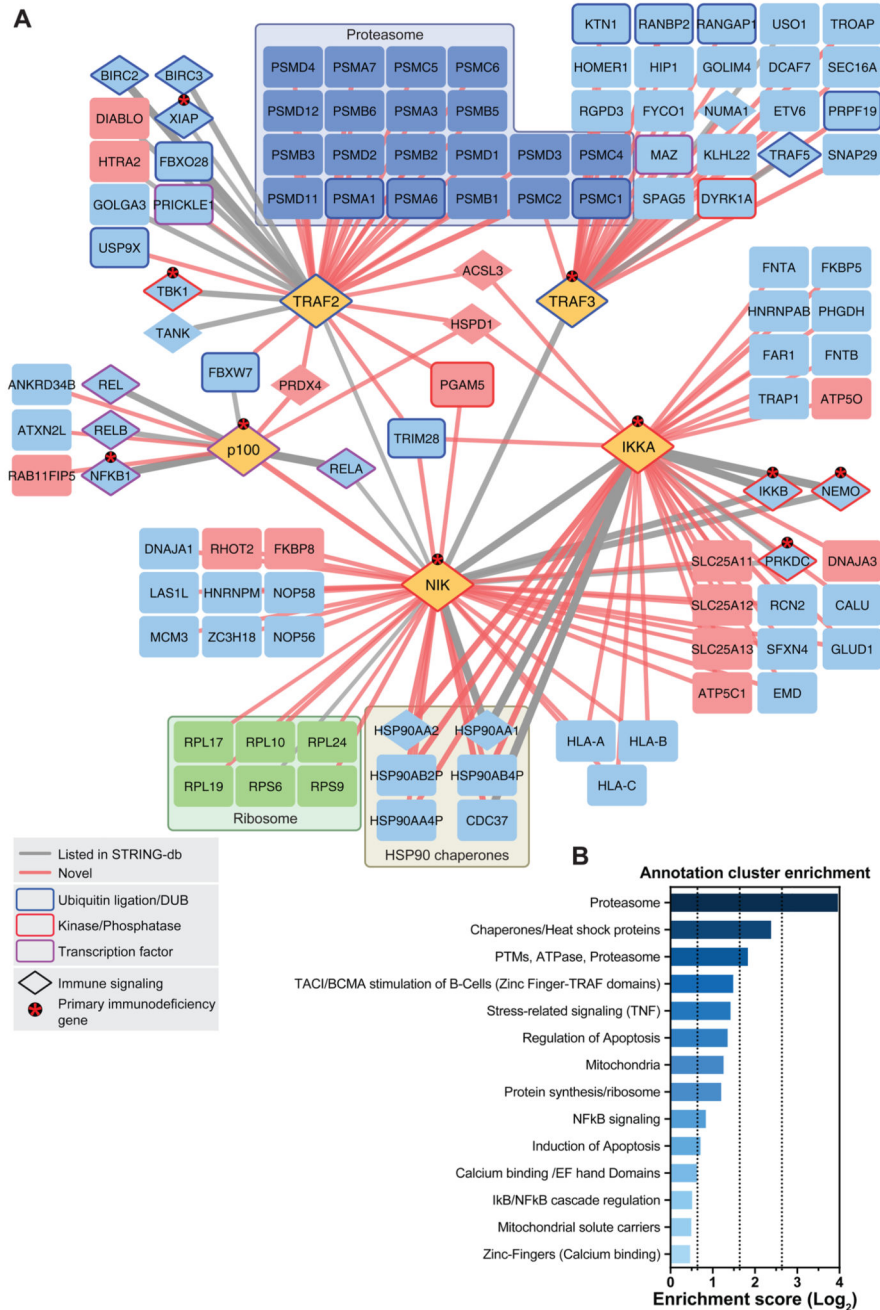 A
Proteasome
KTN1 RANBP2 RANGAP1 USO1 TROAP
BIRC2 BIRC3
PSMD4 PSMA7 PSMC5 PSMC6
HOMER1 HIP1 GOLIM4 DCAF7 SEC16A
DIABLO XIAP
PSMD12 PSMB6 PSMA3 PSMB5
RGPD3 FYCO1 NUMA1 ETV6 PRPF19
HTRA2 FBXO28
PSMB3 PSMD2 PSMB2 PSMD1 PSMD3 PSMC4
MAZ KLHL22 TRAF5 SNAP29
GOLGA3 PRICKLE1
PSMD11 PSMA1 PSMA6 PSMB1 PSMC2 PSMC1
SPAG5 DYRK1A
USP9X
TBK1
TRAF2
ACSL3
TRAF3
FNTA FKBP5
TANK
HSPD1
HNRNPAB PHGDH
FBXW7
PRDX4
PGAM5
FAR1 FNTB
ANKRD34B REL
TRAP1 ATP5O
ATXN2L RELB
p100
TRIM28
IKKA
RAB11FIP5 NFKB1
RELA
IKKB NEMO
DNAJA1 RHOT2 FKBP8
NIK
SLC25A11 PRKDC DNAJA3
LAS1L HNRNPM NOP58
SLC25A12 RCN2 CALU
MCM3 ZC3H18 NOP56
SLC25A13 SFXN4 GLUD1
ATP5C1 EMD
RPL17 RPL10 RPL24
HSP90AA2 HSP90AA1
HLA-A HLA-B
RPL19 RPS6 RPS9
HSP90AB2P HSP90AB4P
HLA-C
Ribosome
HSP90AA4P CDC37
HSP90 chaperones
Listed in STRING-db
Novel
Ubiquitin ligation/DUB
Kinase/Phosphatase
Transcription factor
Immune signaling
Primary immunodeficiency
gene
B
Annotation cluster enrichment
Proteasome
Chaperones/Heat shock proteins
PTMs, ATPase, Proteasome
TACI/BCMA stimulation of B-Cells (Zinc Finger-TRAF domains)
Stress-related signaling (TNF)
Regulation of Apoptosis
Mitochondria
Protein synthesis/ribosome
NFkB signaling
Induction of Apoptosis
Calcium binding /EF hand Domains
IkB/NFkB cascade regulation
Mitochondrial solute carriers
Zinc-Fingers (Calcium binding)
0 1 2 3 4
Enrichment score (Log₂)